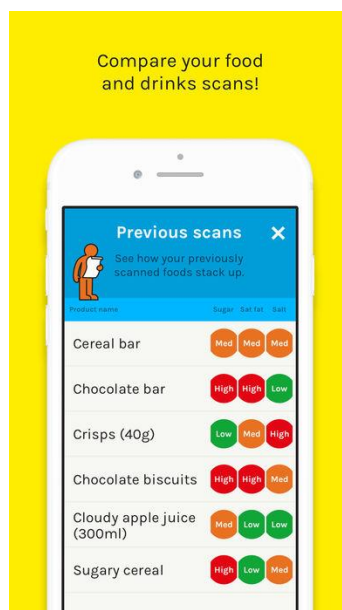 Compare your food
and drinks scans!
Previous scans ×
See how your previously
scanned foods stack up.
Product name Sugar Sat fat Salt
Cereal bar Med Med Med
Chocolate bar High High Low
Crisps (40g) Low Med High
Chocolate biscuits High High Med
Cloudy apple juice
(300ml) Med Low Low
Sugary cereal High Low Med